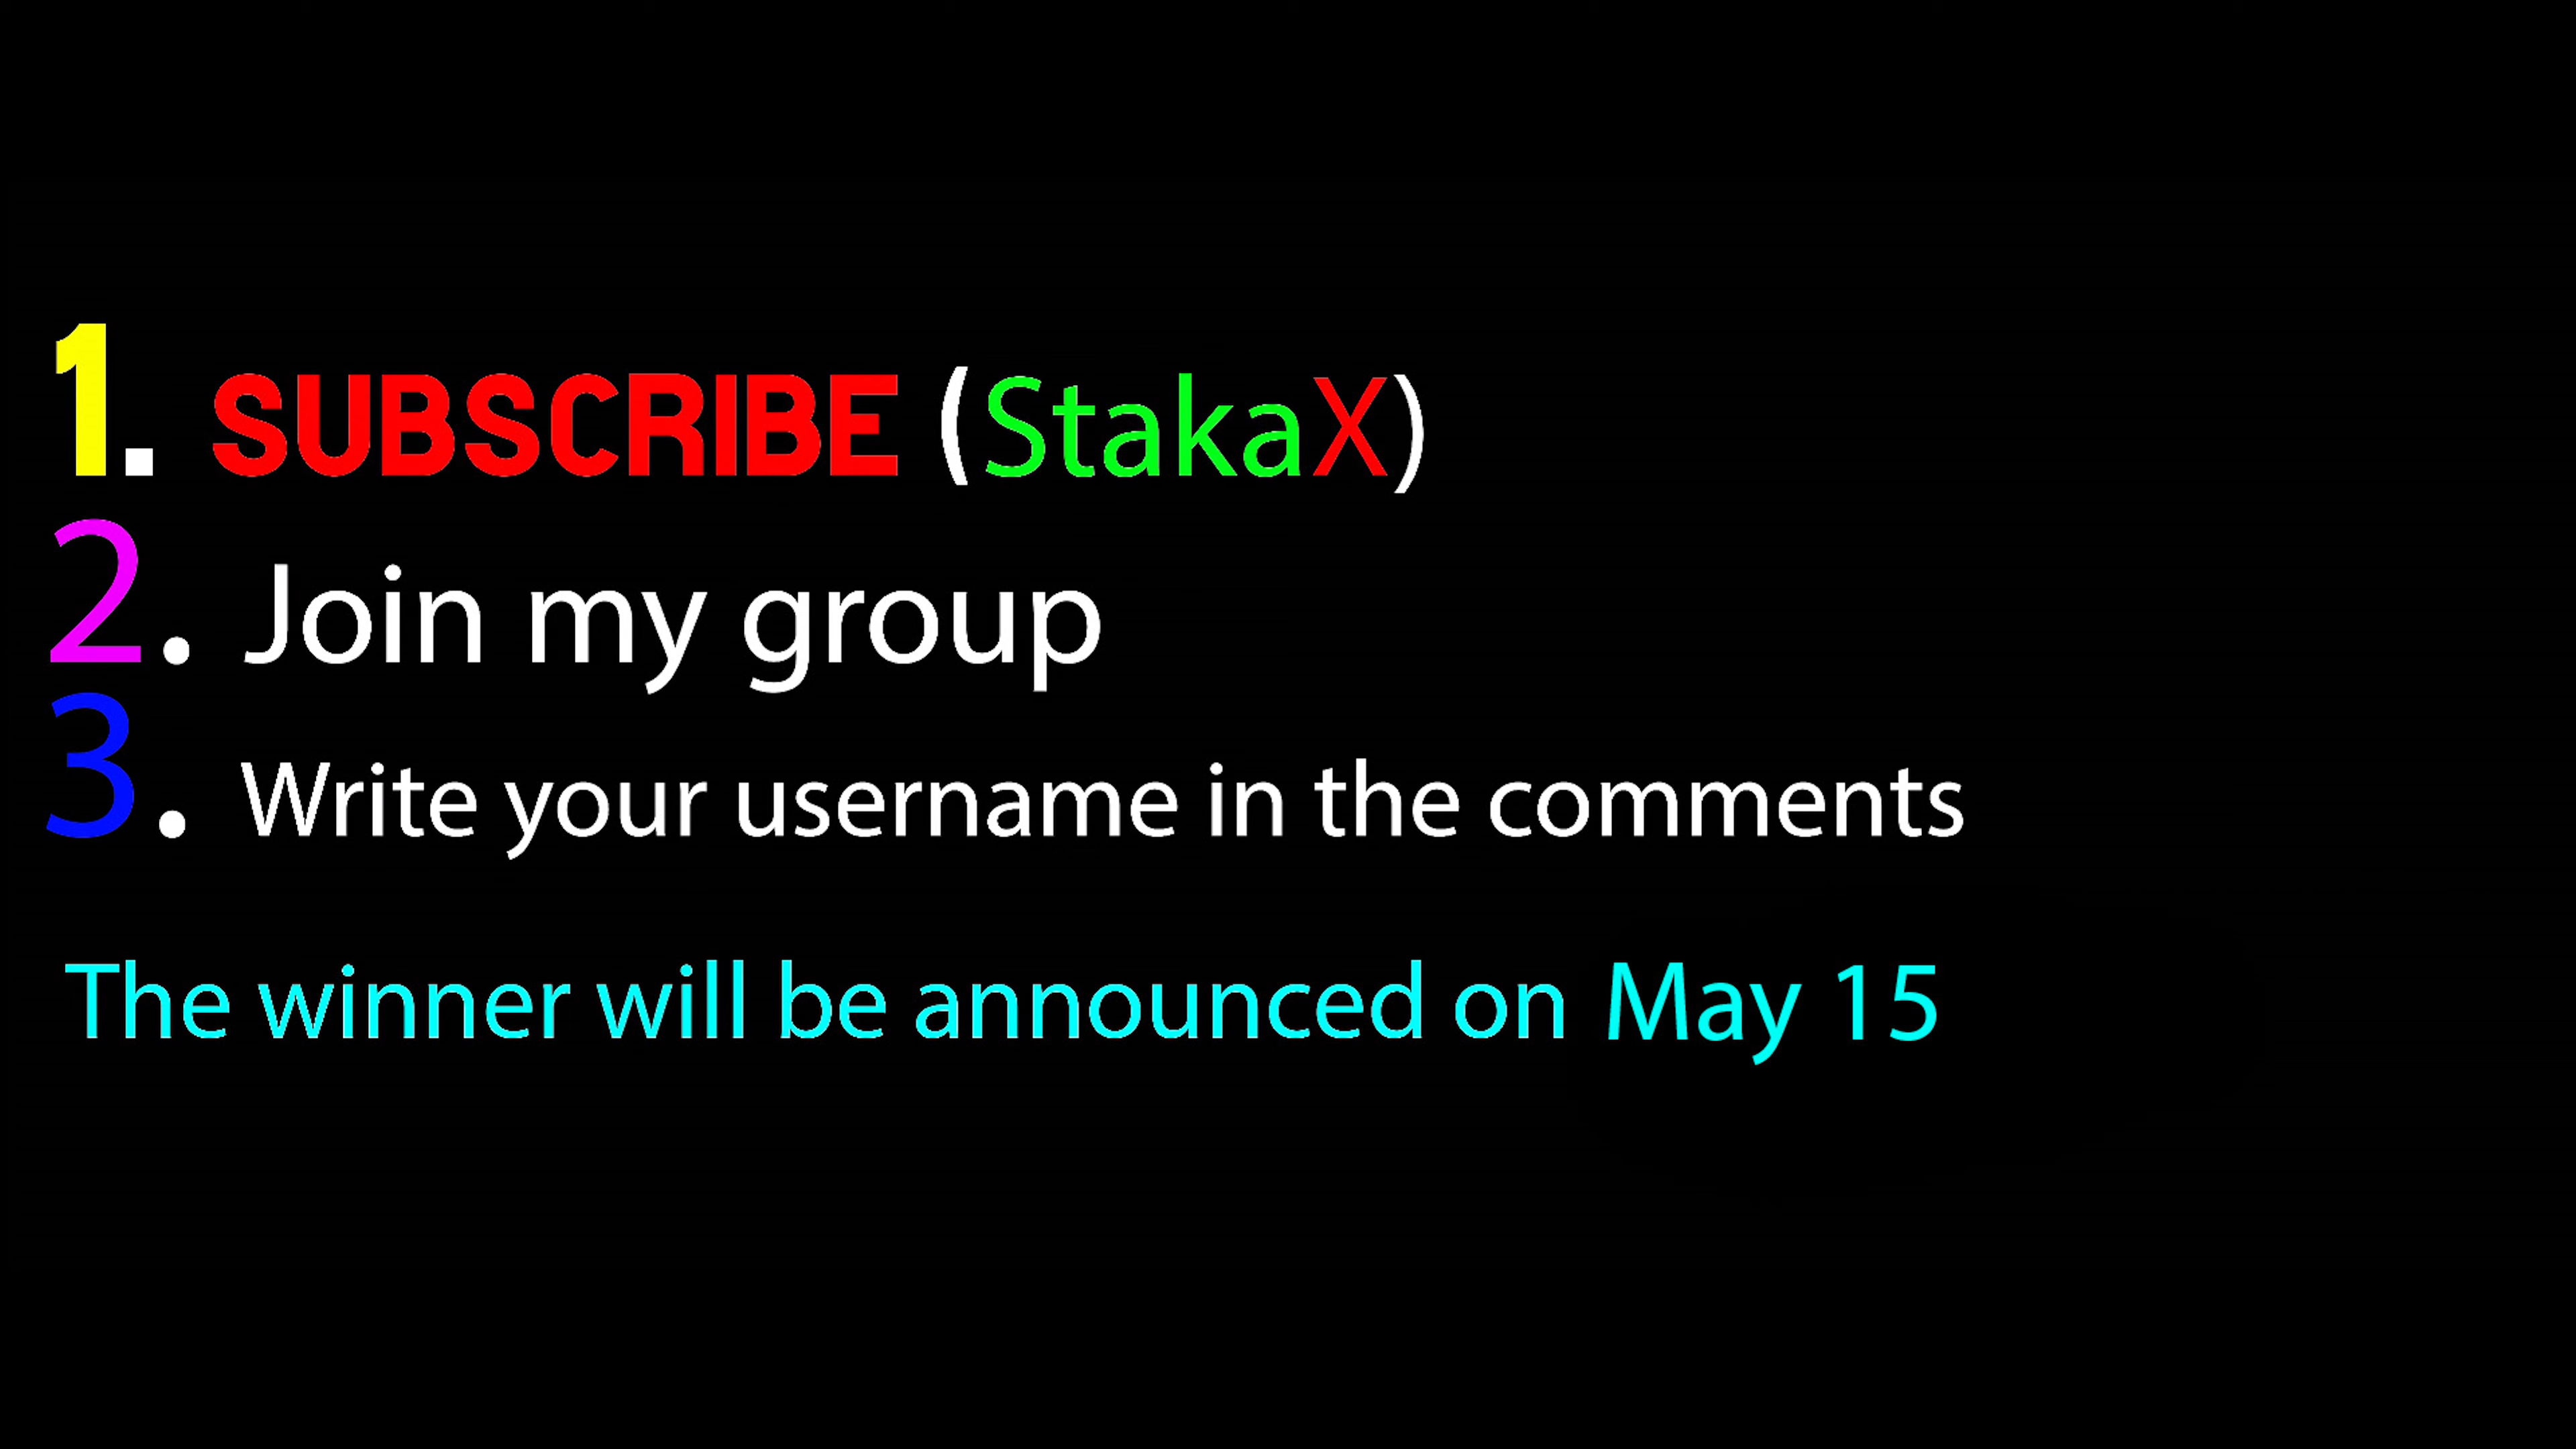 1. SUBSCRIBE (StakaX)
2. Join my group
3. Write your username in the comments
The winner will be announced on May 15